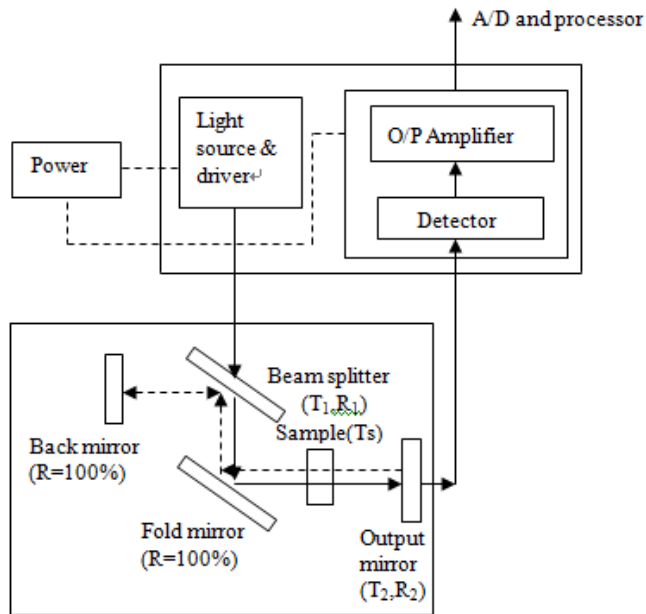 A/D and processor
Light
source &
driver↵
O/P Amplifier
Power
Detector
Beam splitter
(T₁,R₁)
Sample(Ts)
Back mirror
(R=100%)
Fold mirror
(R=100%)
Output
mirror
(T₂,R₂)